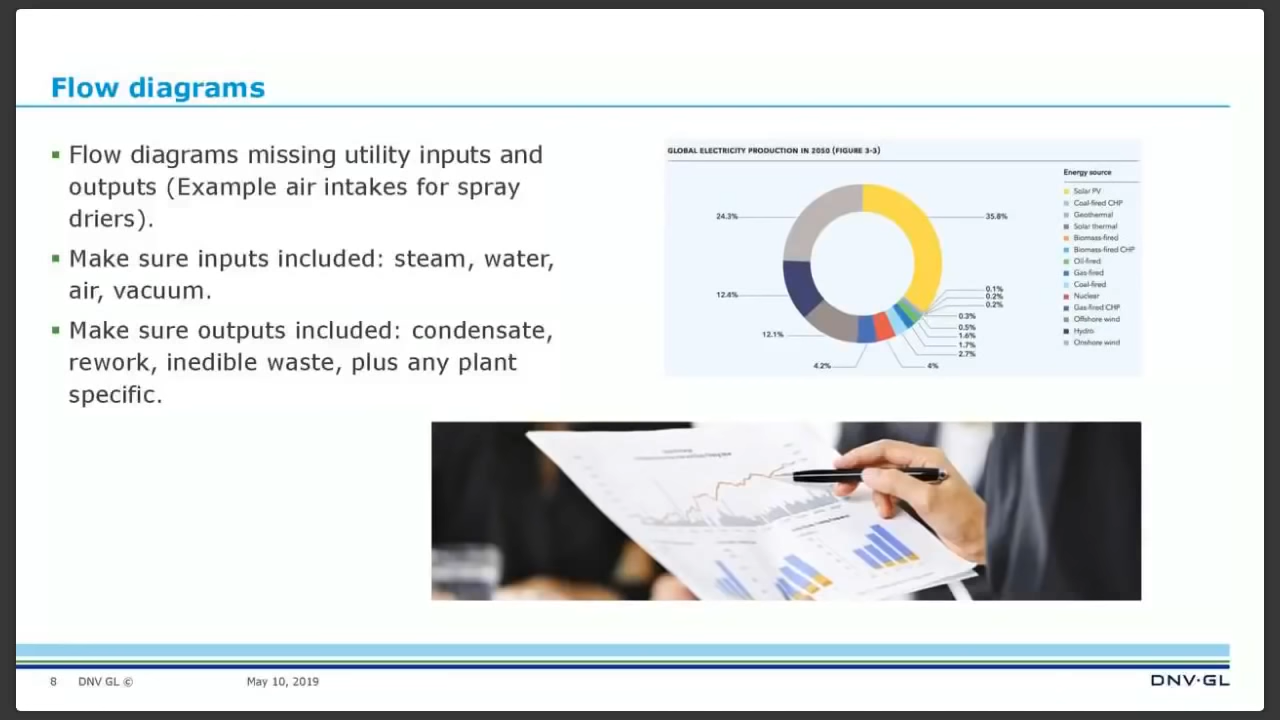 Flow diagrams
▪ Flow diagrams missing utility inputs and
outputs (Example air intakes for spray
driers).
▪ Make sure inputs included: steam, water,
air, vacuum.
▪ Make sure outputs included: condensate,
rework, inedible waste, plus any plant
specific.
GLOBAL ELECTRICITY PRODUCTION IN 2050 (FIGURE 3-3)
Energy source
Solar PV
Coal-fired CHP
Geothermal
Solar thermal
Biomass-fired
Biomass-fired CHP
Oil-fired
Gas-fired
Coal-fired
Nuclear
Gas-fired CHP
Offshore wind
Hydro
Onshore wind
24.3%
35.8%
12.6%
0.1%
0.2%
0.2%
0.3%
0.5%
1.6%
1.7%
2.7%
12.1%
4.2%
4%
8 DNV GL © May 10, 2019
DNV·GL